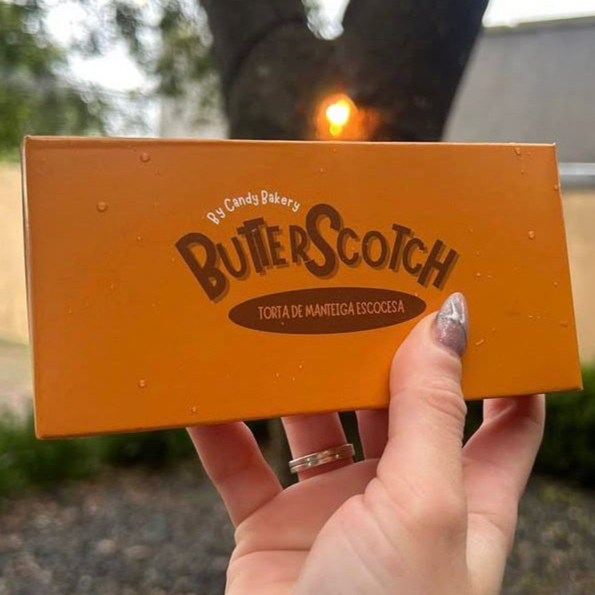 By Candy Bakery
BUTTERSCOTCH
TORTA DE MANTEIGA ESCOCESA